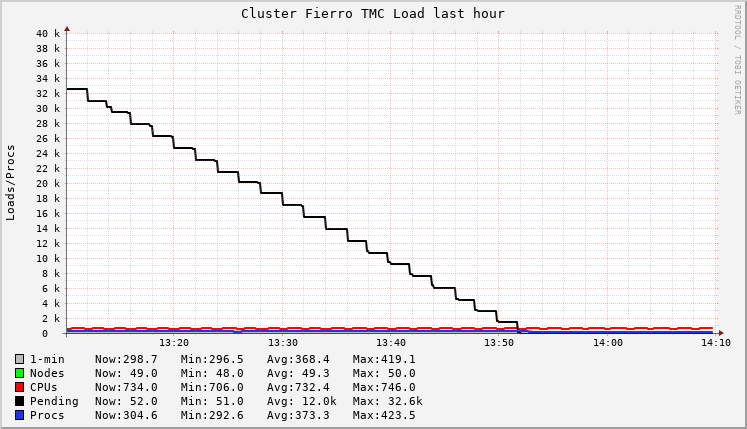 Cluster Fierro TMC Load last hour
RRDTOOL / TOBI OETIKER
Loads/Procs
40 k
38 k
36 k
34 k
32 k
30 k
28 k
26 k
24 k
22 k
20 k
18 k
16 k
14 k
12 k
10 k
8 k
6 k
4 k
2 k
0
13:20 13:30 13:40 13:50 14:00 14:10
1-min Now:298.7 Min:296.5 Avg:368.4 Max:419.1
Nodes Now: 49.0 Min: 48.0 Avg: 49.3 Max: 50.0
CPUs Now:734.0 Min:706.0 Avg:732.4 Max:746.0
Pending Now: 52.0 Min: 51.0 Avg: 12.0k Max: 32.6k
Procs Now:304.6 Min:292.6 Avg:373.3 Max:423.5